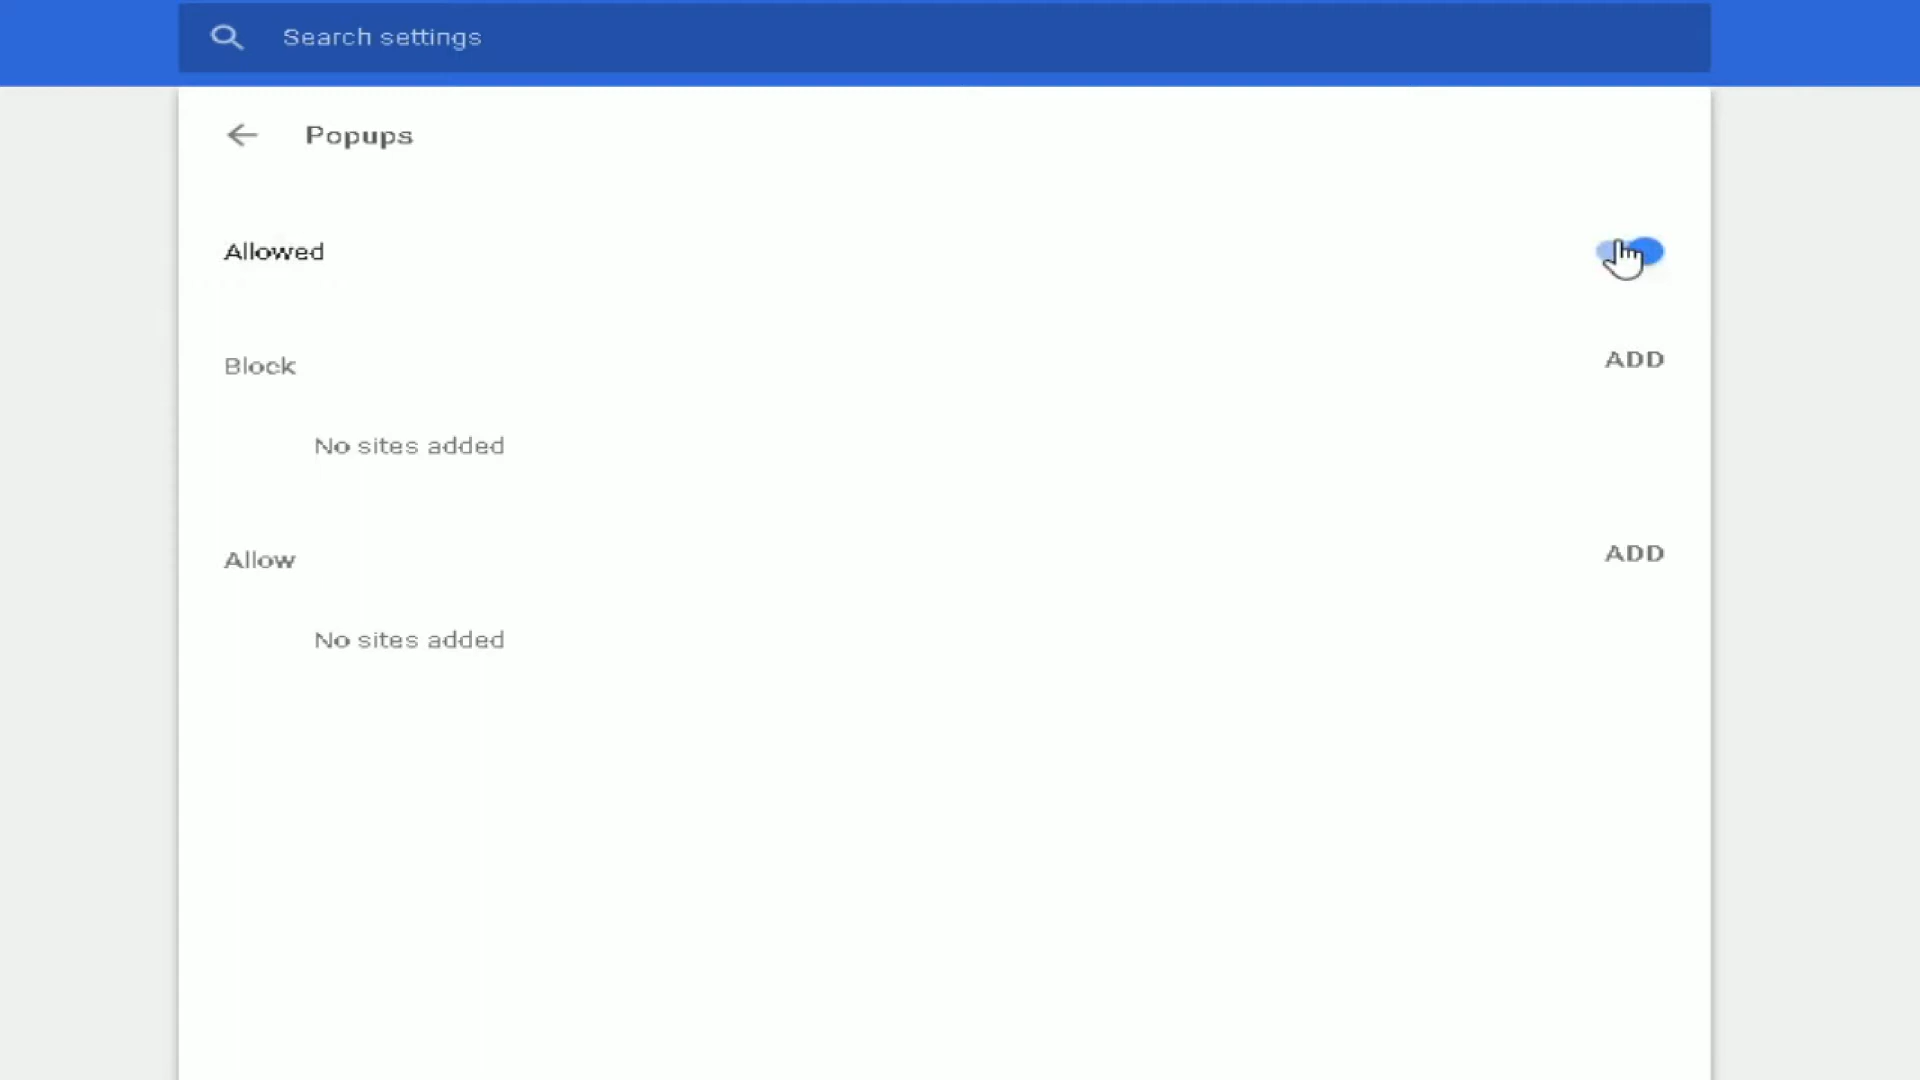 Search settings
Popups
Allowed
Block
ADD
No sites added
Allow
ADD
No sites added